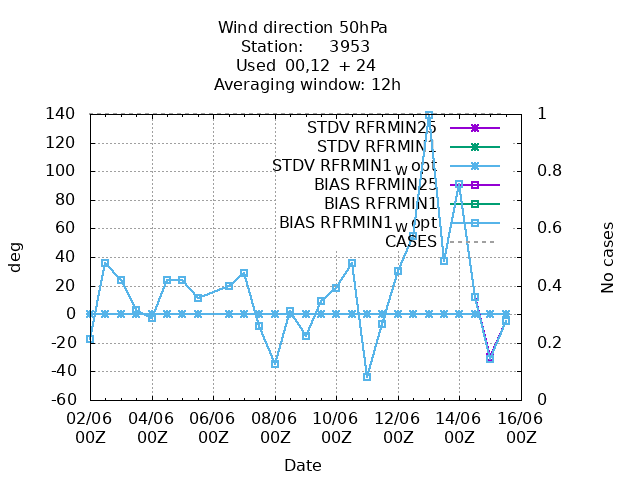 Wind direction 50hPa
Station: 3953
Used 00,12 + 24
Averaging window: 12h
140 1
STDV RFRMIN25
120
STDV RFRMIN1
STDV RFRMIN1 w opt
100 0.8
BIAS RFRMIN25
80
BIAS RFRMIN1
BIAS RFRMIN1 w opt
60 0.6
CASES
deg
No cases
40
20 0.4
0
-20 0.2
-40
-60 0
02/06 04/06 06/06 08/06 10/06 12/06 14/06 16/06
00Z 00Z 00Z 00Z 00Z 00Z 00Z 00Z
Date